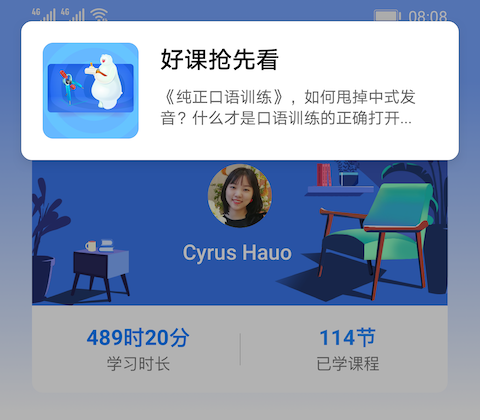 4G 4G 08:08
好课抢先看
《纯正口语训练》，如何甩掉中式发
音？什么才是口语训练的正确打开...
Cyrus Hauo
489时20分 114节
学习时长 已学课程